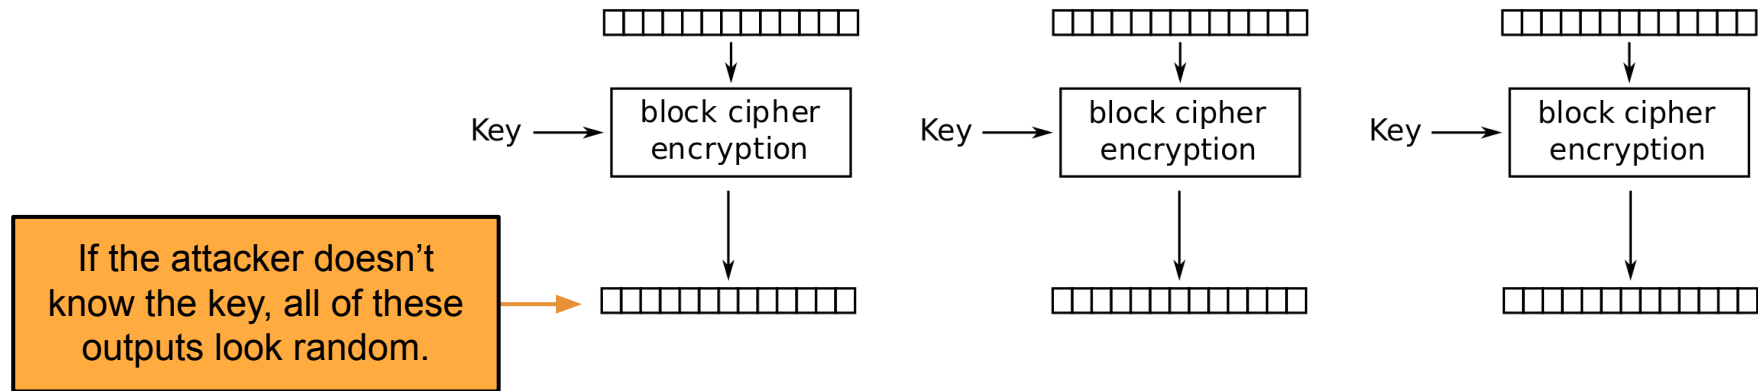 block cipher
encryption
Key
block cipher
encryption
Key
block cipher
encryption
Key
If the attacker doesn’t
know the key, all of these
outputs look random.